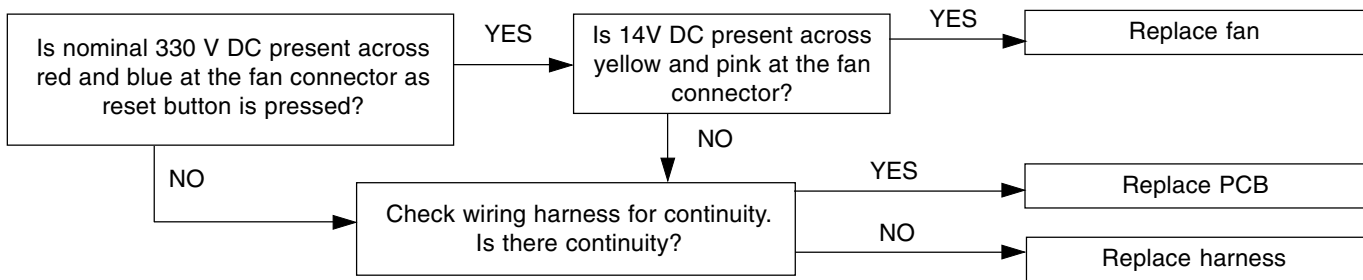 Is nominal 330 V DC present across
red and blue at the fan connector as
reset button is pressed?
YES
Is 14V DC present across
yellow and pink at the fan
connector?
YES
Replace fan
NO
NO
Check wiring harness for continuity.
Is there continuity?
YES
Replace PCB
NO
Replace harness